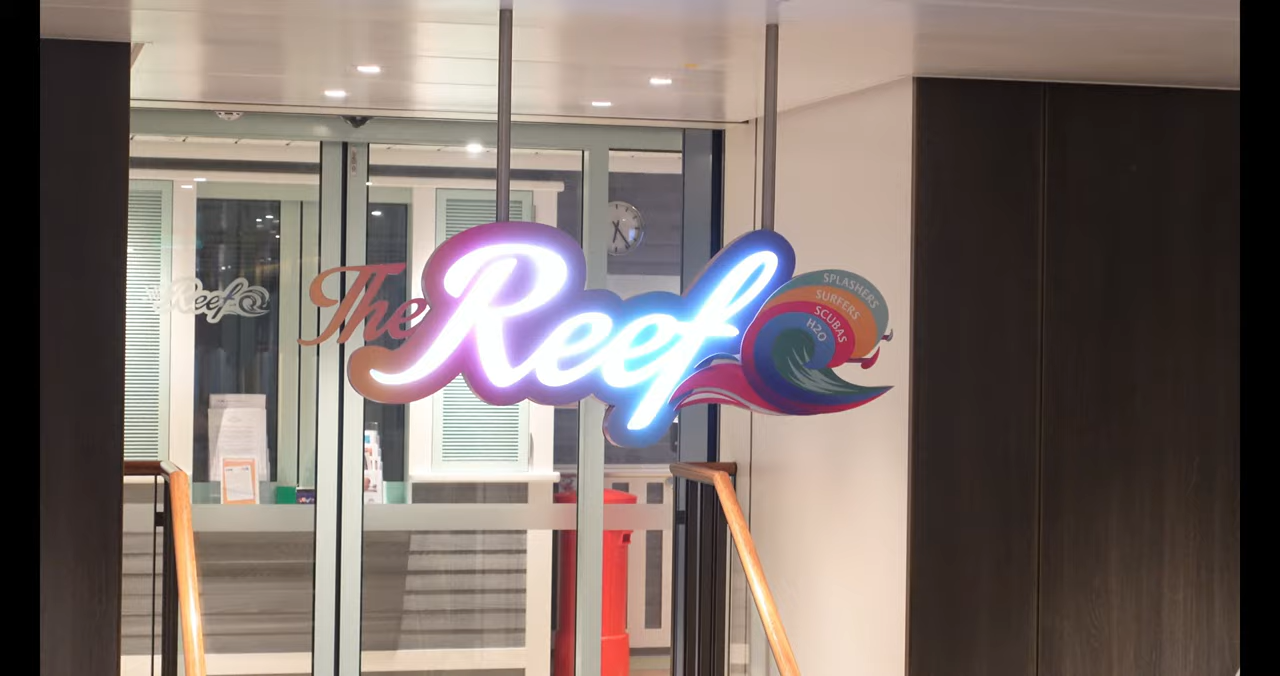 The Reef
SPLASHERS
SURFERS
SCUBAS
H2O
Reef